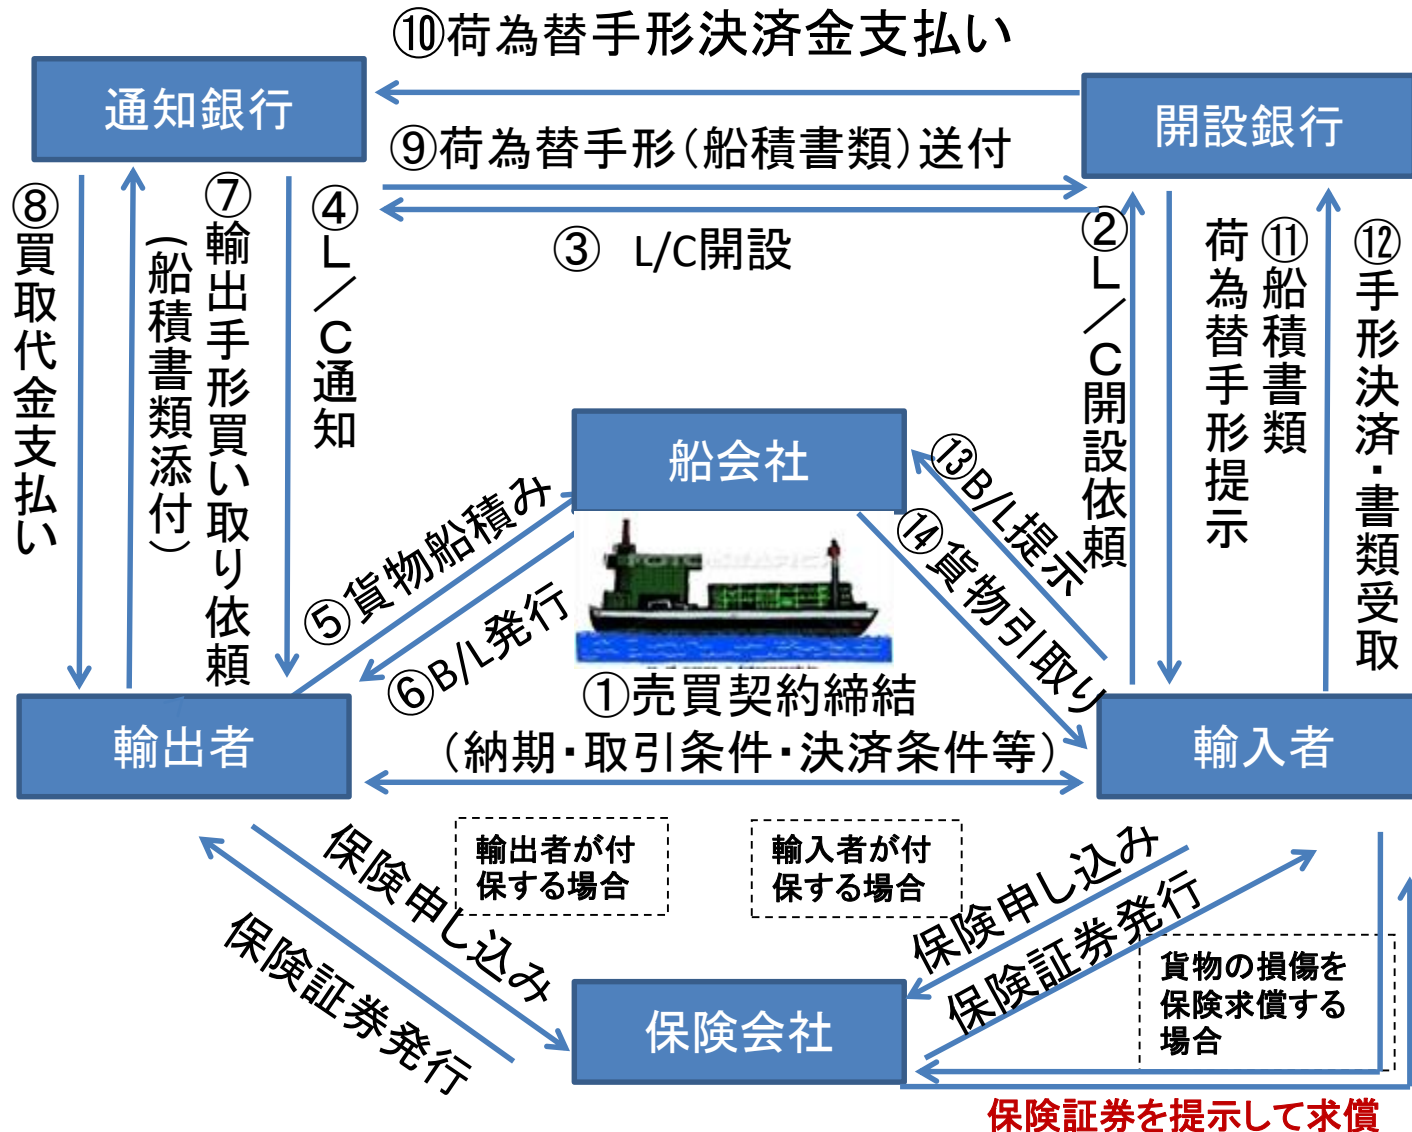 ⑩荷為替手形決済金支払い
通知銀行
開設銀行
⑨荷為替手形(船積書類)送付
③ L/C開設
⑧買取代金支払い
⑦輸出手形買い取り依頼
(船積書類添付)
④L/C通知
②L/C開設依頼
⑪船積書類
荷為替手形提示
⑫手形決済・書類受取
船会社
⑤貨物船積み
⑥B/L発行
⑬B/L提示
⑭貨物引取り
①売買契約締結
(納期・取引条件・決済条件等)
輸出者
輸入者
輸出者が付
保する場合
輸入者が付
保する場合
保険申し込み
保険証券発行
保険申し込み
保険証券発行
保険会社
貨物の損傷を
保険求償する
場合
保険証券を提示して求償